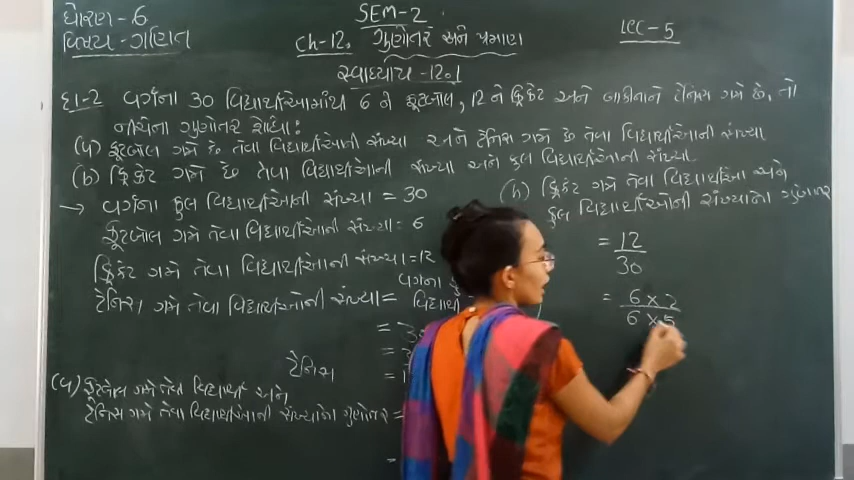 ધોરણ-6
SEM-2
LEC-5
વિષય-ગણિત
Ch-12. ગુણોત્તર અને પ્રમાણ
સ્વાધ્યાય-12.1
દા-2 વર્ગના 30 વિદ્યાર્થીઓમાંથી 6 ને ફૂટબોલ, 12 ને ક્રિકેટ અને બાકીનાને ટેનિસ ગમે છે. તો
નીચેના ગુણોત્તર શોધો:
(a) ફૂટબોલ ગમે છે તેવા વિદ્યાર્થીઓની સંખ્યા અને ટેનિસ ગમે છે તેવા વિદ્યાર્થીઓની સંખ્યા
(b) ક્રિકેટ ગમે છે તેવા વિદ્યાર્થીઓની સંખ્યા અને કુલ વિદ્યાર્થીઓની સંખ્યા
→ વર્ગના કુલ વિદ્યાર્થીઓની સંખ્યા = 30
ફૂટબોલ ગમે તેવા વિદ્યાર્થીઓની સંખ્યા = 6
ક્રિકેટ ગમે તેવા વિદ્યાર્થીઓની સંખ્યા = 12
ટેનિસ ગમે તેવા વિદ્યાર્થીઓની સંખ્યા = વર્ગના
=
=
ટેનિસ = 1
(a) ફૂટબોલ ગમે તેવા વિદ્યાર્થી અને
ટેનિસ ગમે તેવા વિદ્યાર્થીઓની સંખ્યાનો ગુણોત્તર =
=
(b) ક્રિકેટ ગમે તેવા વિદ્યાર્થીઓ અને
કુલ વિદ્યાર્થીઓની સંખ્યાનો ગુણોત્તર
= 12
30
= 6 × 2
6 × 5